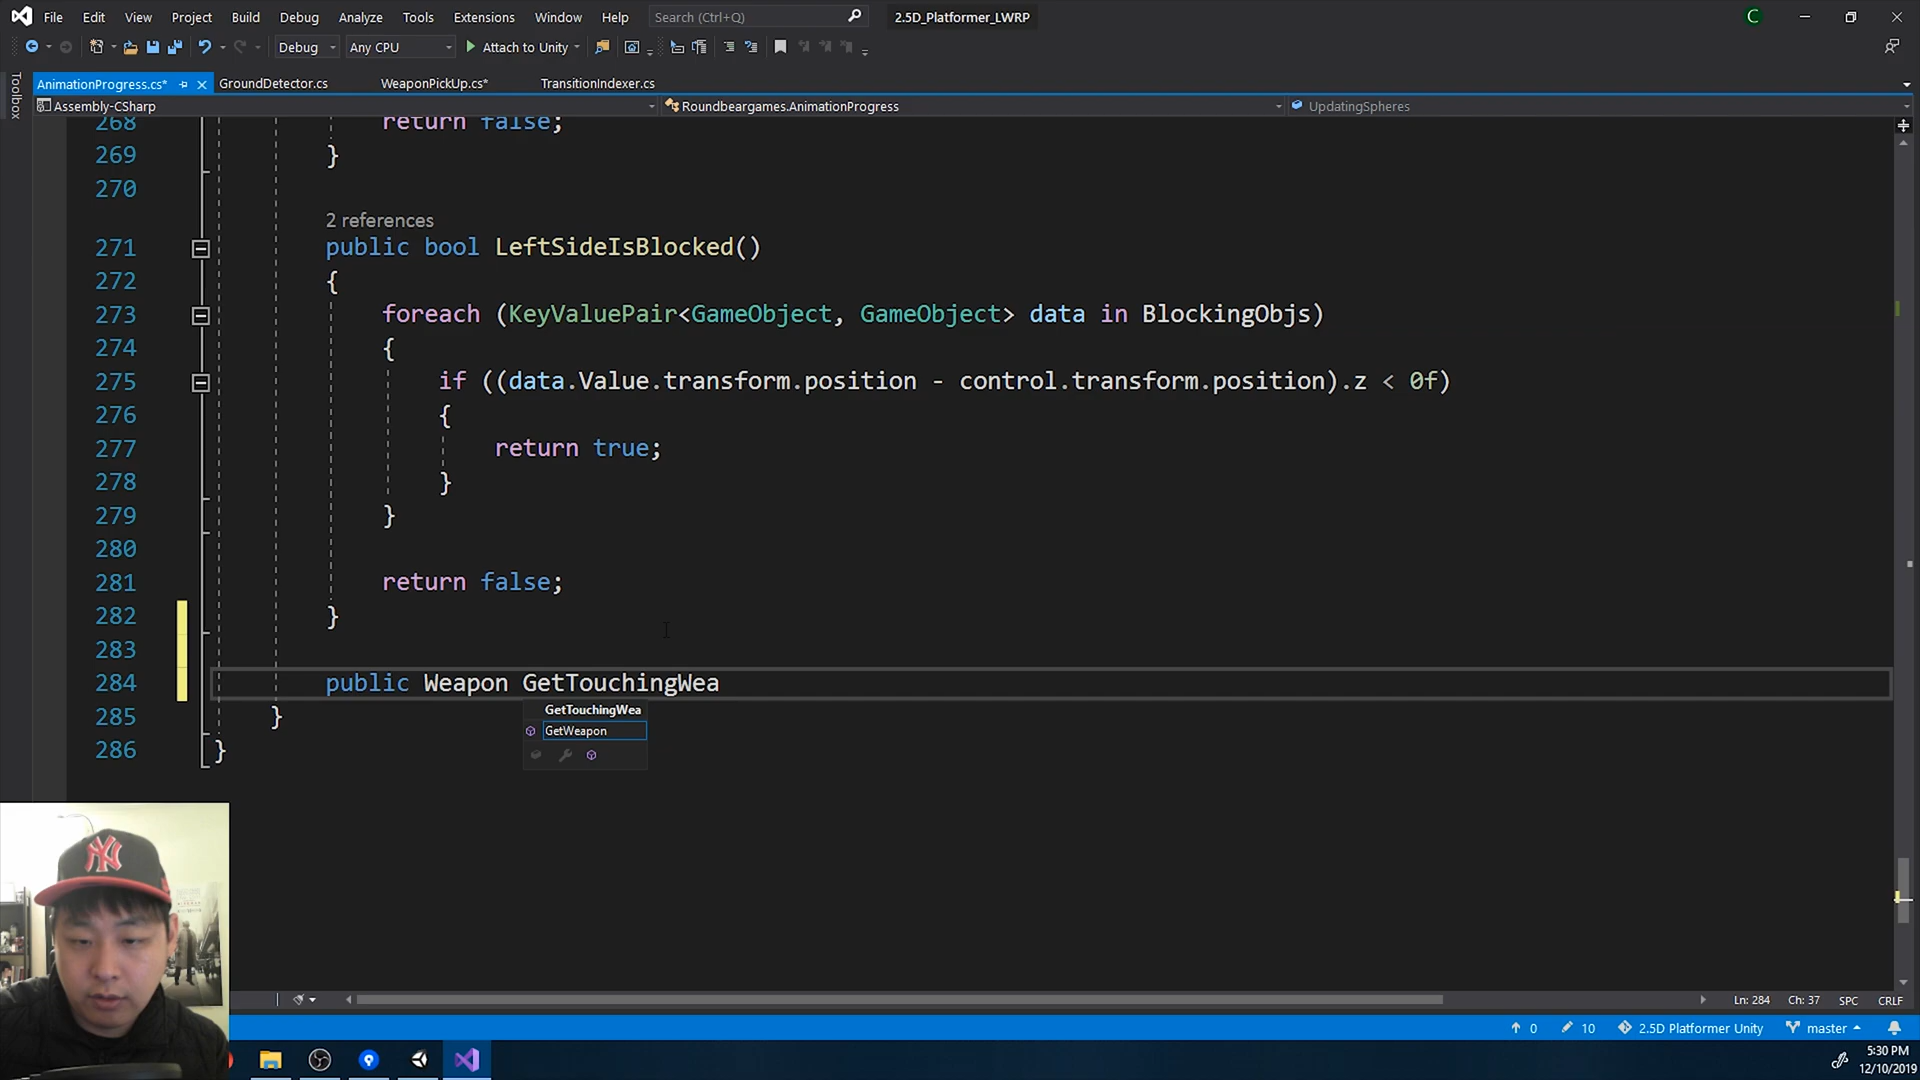 File Edit View Project Build Debug Analyze Tools Extensions Window Help Search (Ctrl+Q) 2.5D_Platformer_LWRP C
Debug Any CPU Attach to Unity
Toolbox
AnimationProgress.cs* GroundDetector.cs WeaponPickUp.cs* TransitionIndexer.cs
Assembly-CSharp Roundbeargames.AnimationProgress UpdatingSpheres
268 return false;
269 }
270
2 references
271 public bool LeftSideIsBlocked()
272 {
273 foreach (KeyValuePair<GameObject, GameObject> data in BlockingObjs)
274 {
275 if ((data.Value.transform.position - control.transform.position).z < 0f)
276 {
277 return true;
278 }
279 }
280
281 return false;
282 }
283
284 public Weapon GetTouchingWea
GetTouchingWea
285 }
GetWeapon
286 }
Ln: 284 Ch: 37 SPC CRLF
0 10 2.5D Platformer Unity master
5:30 PM
12/10/2019